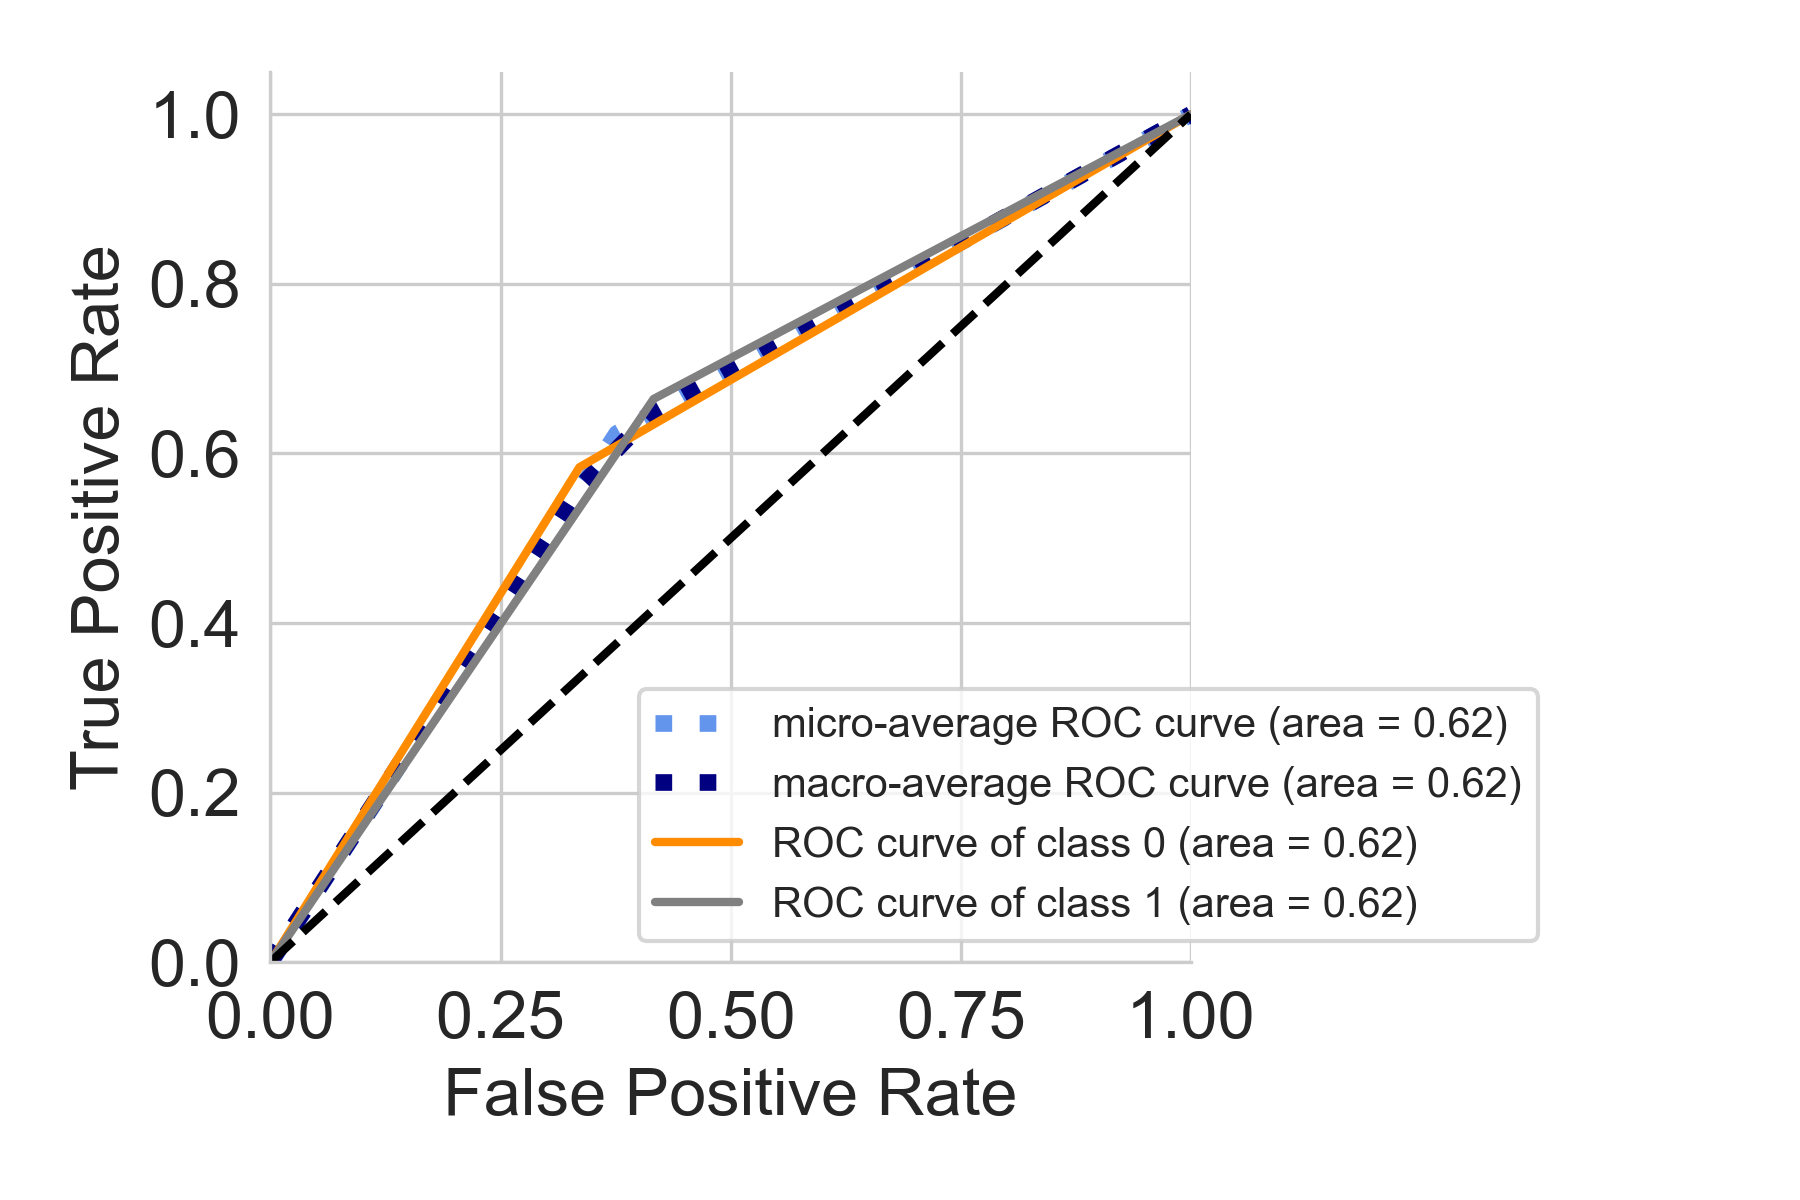 True Positive Rate
1.0
0.8
0.6
0.4
0.2
0.0
micro-average ROC curve (area = 0.62)
macro-average ROC curve (area = 0.62)
ROC curve of class 0 (area = 0.62)
ROC curve of class 1 (area = 0.62)
0.00 0.25 0.50 0.75 1.00
False Positive Rate